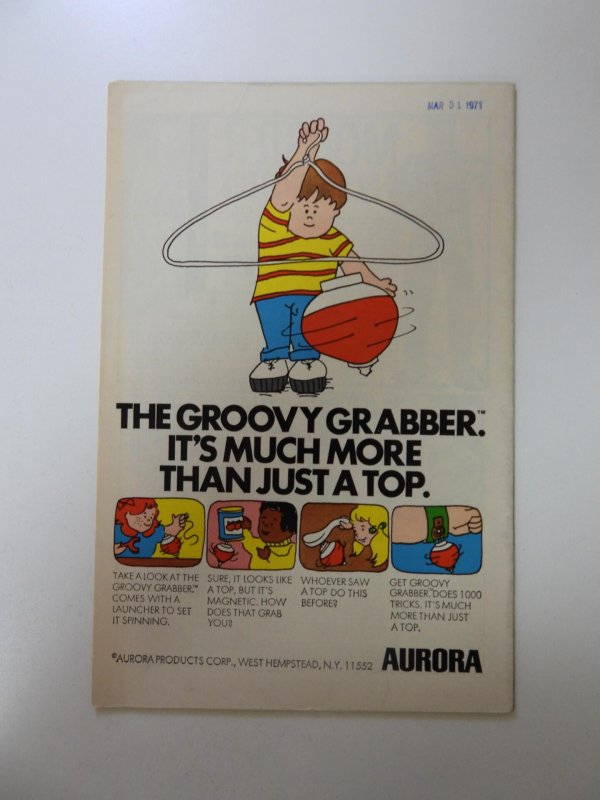 MAR 31 1971
THE GROOVY GRABBER.™
IT'S MUCH MORE
THAN JUST A TOP.
TAKE A LOOK AT THE
GROOVY GRABBER.™
COMES WITH A
LAUNCHER TO SET
IT SPINNING.
SURE, IT LOOKS LIKE
A TOP, BUT IT'S
MAGNETIC. HOW
DOES THAT GRAB
YOU?
WHOEVER SAW
A TOP DO THIS
BEFORE?
GET GROOVY
GRABBER.™ DOES 1000
TRICKS. IT'S MUCH
MORE THAN JUST
A TOP.
©AURORA PRODUCTS CORP., WEST HEMPSTEAD, N.Y. 11552
AURORA